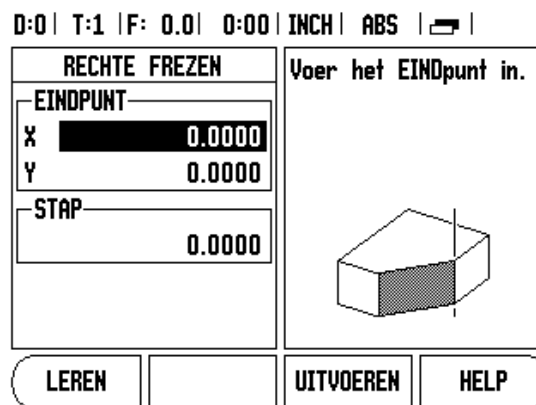 D:0 | T:1 | F: 0.0 | 0:00 | INCH | ABS |
RECHTE FREZEN
EINDPUNT
X 0.0000
Y 0.0000
STAP
0.0000
Voer het EINDpunt in.
LEREN
UITVOEREN
HELP